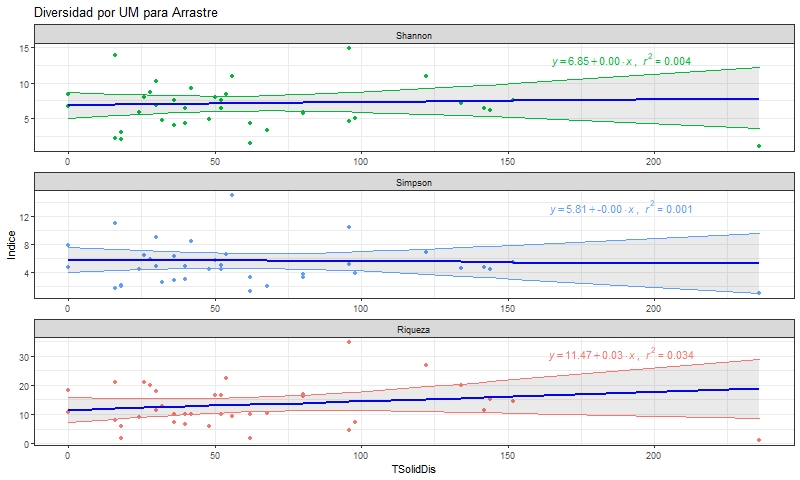 Diversidad por UM para Arrastre
Shannon
y = 6.85 + 0.00 · x , r² = 0.004
15
10
5
0 50 100 150 200
Simpson
y = 5.81 + -0.00 · x , r² = 0.001
12
8
4
0 50 100 150 200
Indice
Riqueza
y = 11.47 + 0.03 · x , r² = 0.034
30
20
10
0
0 50 100 150 200
TSolidDis